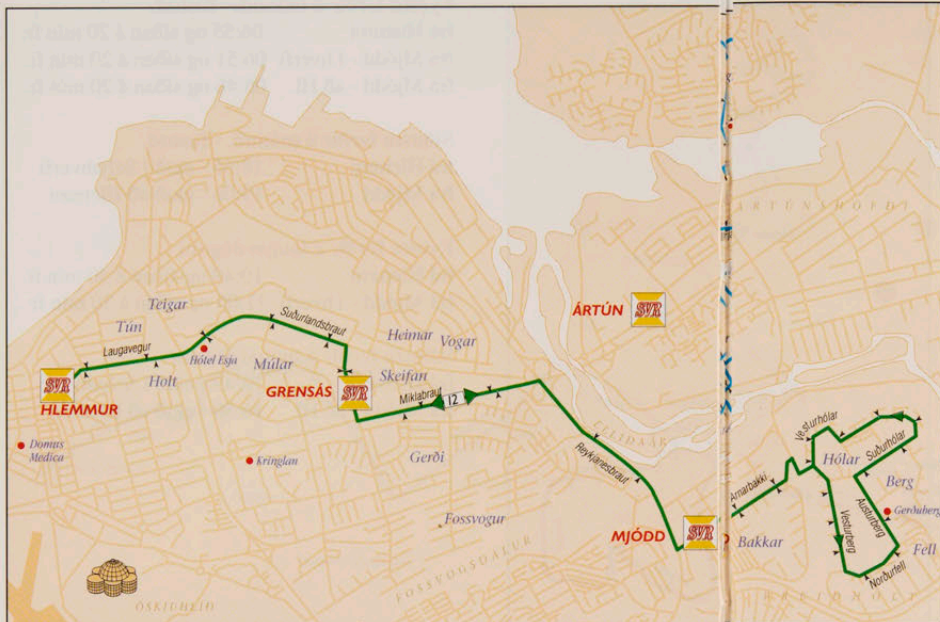 ÁRTÚNSHÖFÐI
Teigar
Tún
Suðurlandsbraut
Laugavegur
Hótel Esja
Heimar
Vogar
ÁRTÚN
SVR
Holt
Múlar
Skeifan
SVR
HLEMMUR
GRENSÁS
SVR
Miklabraut
12
Domus
Medica
Kringlan
Gerði
ELLIÐAÁR
Reykjanesbraut
Vesturhólar
Hólar
Suðurhólar
Arnarbakki
Berg
Gerðuberg
Fossvogur
MJÓDD
SVR
Bakkar
Vesturberg
Austurberg
Fell
Norðurfell
FOSSVOGSDALUR
ÖSKJUHLÍÐ
BREIÐHOLT